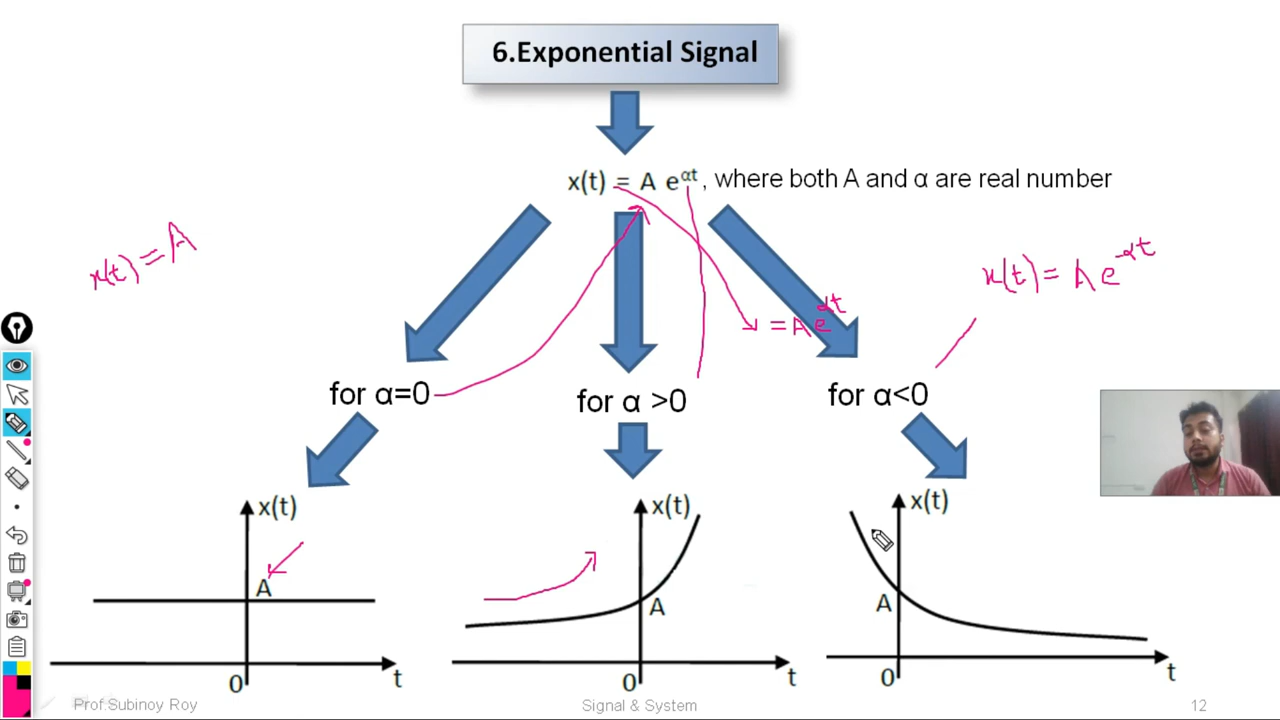 6.Exponential Signal
x(t) = A e^αt, where both A and α are real number
x(t) = A
x(t) = A e^-αt
= A e^αt
for α=0
for α >0
for α<0
x(t)
A
0
t
x(t)
A
0
t
x(t)
A
0
t
Prof.Subinoy Roy
Signal & System
12